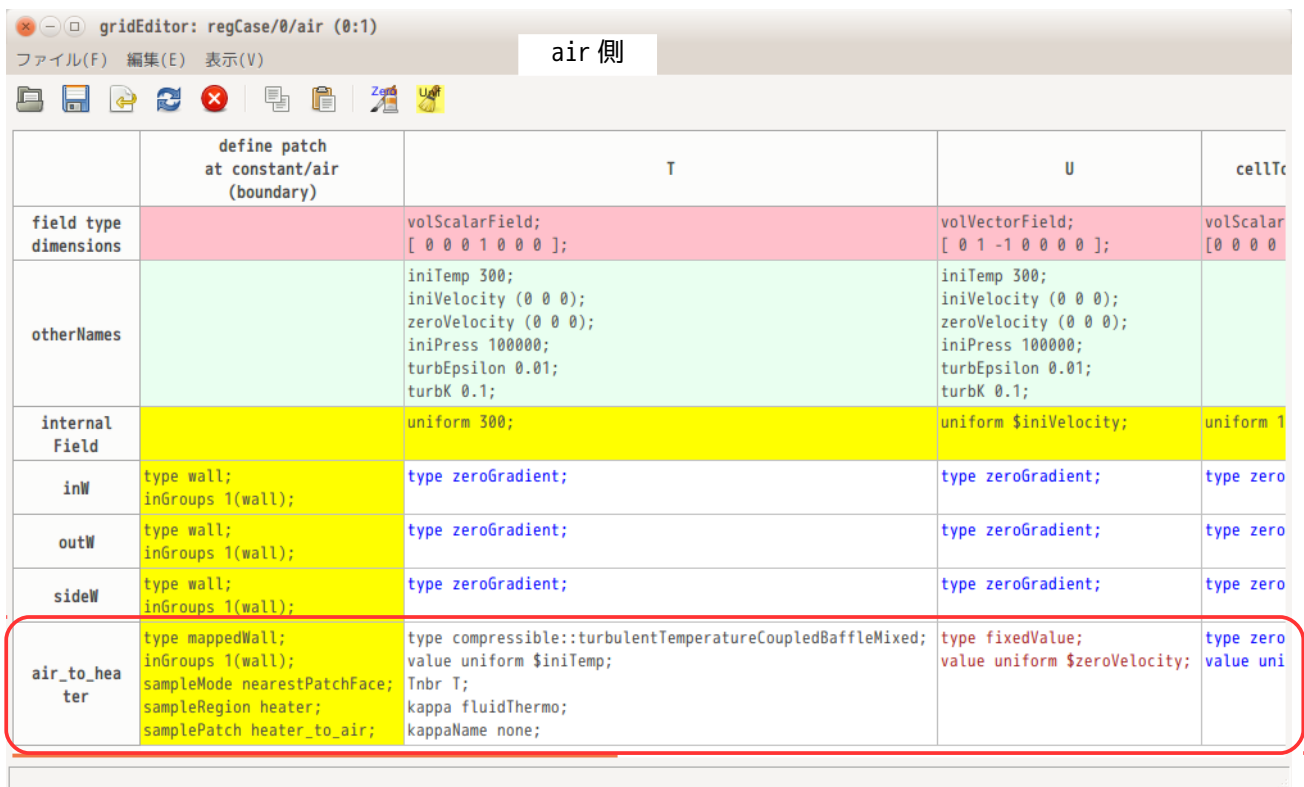 gridEditor: regCase/0/air (0:1)
ファイル(F) 編集(E) 表示(V)
air 側
Zero
Unit
define patch
at constant/air
(boundary)
T
U
cellTo
field type
dimensions
volScalarField;
[ 0 0 0 1 0 0 0 ];
volVectorField;
[ 0 1 -1 0 0 0 0 ];
volScalar
[0 0 0 0
otherNames
iniTemp 300;
iniVelocity (0 0 0);
zeroVelocity (0 0 0);
iniPress 100000;
turbEpsilon 0.01;
turbK 0.1;
iniTemp 300;
iniVelocity (0 0 0);
zeroVelocity (0 0 0);
iniPress 100000;
turbEpsilon 0.01;
turbK 0.1;
internal
Field
uniform 300;
uniform $iniVelocity;
uniform 1
inW
type wall;
inGroups 1(wall);
type zeroGradient;
type zeroGradient;
type zero
outW
type wall;
inGroups 1(wall);
type zeroGradient;
type zeroGradient;
type zero
sideW
type wall;
inGroups 1(wall);
type zeroGradient;
type zeroGradient;
type zero
air_to_hea
ter
type mappedWall;
inGroups 1(wall);
sampleMode nearestPatchFace;
sampleRegion heater;
samplePatch heater_to_air;
type compressible::turbulentTemperatureCoupledBaffleMixed;
value uniform $iniTemp;
Tnbr T;
kappa fluidThermo;
kappaName none;
type fixedValue;
value uniform $zeroVelocity;
type zero
value uni